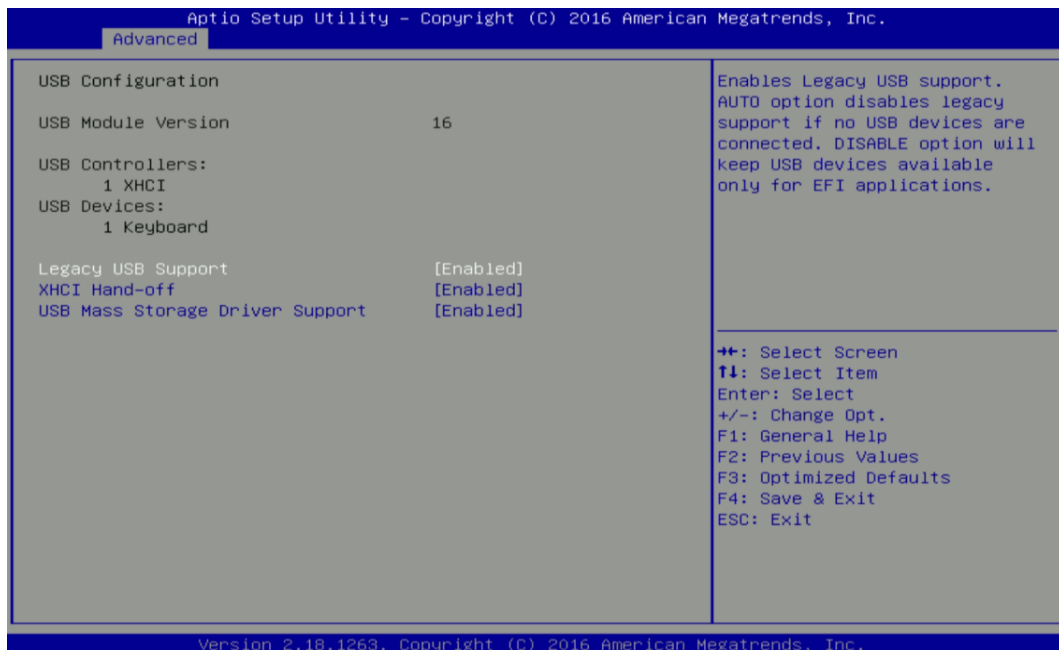 Aptio Setup Utility – Copyright (C) 2016 American Megatrends, Inc.
Advanced
USB Configuration
USB Module Version 16
USB Controllers:
1 XHCI
USB Devices:
1 Keyboard
Legacy USB Support [Enabled]
XHCI Hand-off [Enabled]
USB Mass Storage Driver Support [Enabled]
Enables Legacy USB support.
AUTO option disables legacy
support if no USB devices are
connected. DISABLE option will
keep USB devices available
only for EFI applications.
→←: Select Screen
↑↓: Select Item
Enter: Select
+/-: Change Opt.
F1: General Help
F2: Previous Values
F3: Optimized Defaults
F4: Save & Exit
ESC: Exit
Version 2.18.1263. Copyright (C) 2016 American Megatrends, Inc.